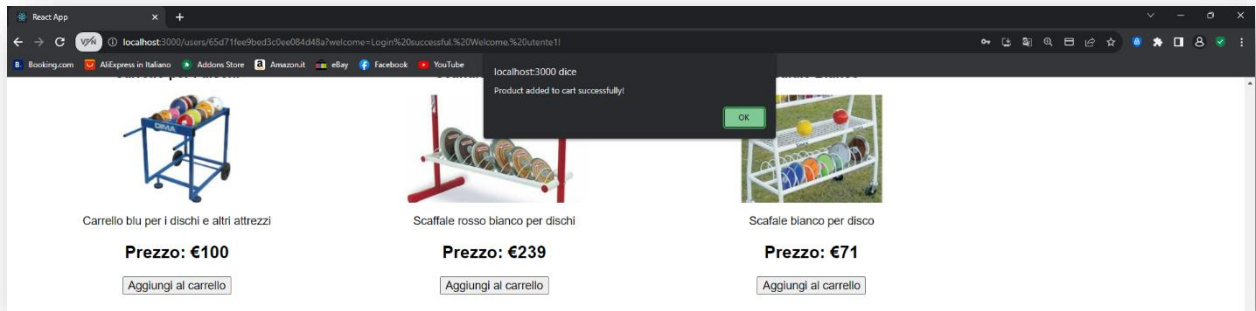 React App
VPN
localhost:3000/users/65d71fee9bed3c0ee084d48a?welcome=Login%20successful.%20Welcome,%20utente1!
Booking.com AliExpress in Italiano Addons Store Amazon.it eBay Facebook YouTube
localhost:3000 dice
Product added to cart successfully!
OK
DIMA
Carrello blu per i dischi e altri attrezzi
Scaffale rosso bianco per dischi
Scafale bianco per disco
Prezzo: €100
Prezzo: €239
Prezzo: €71
Aggiungi al carrello
Aggiungi al carrello
Aggiungi al carrello